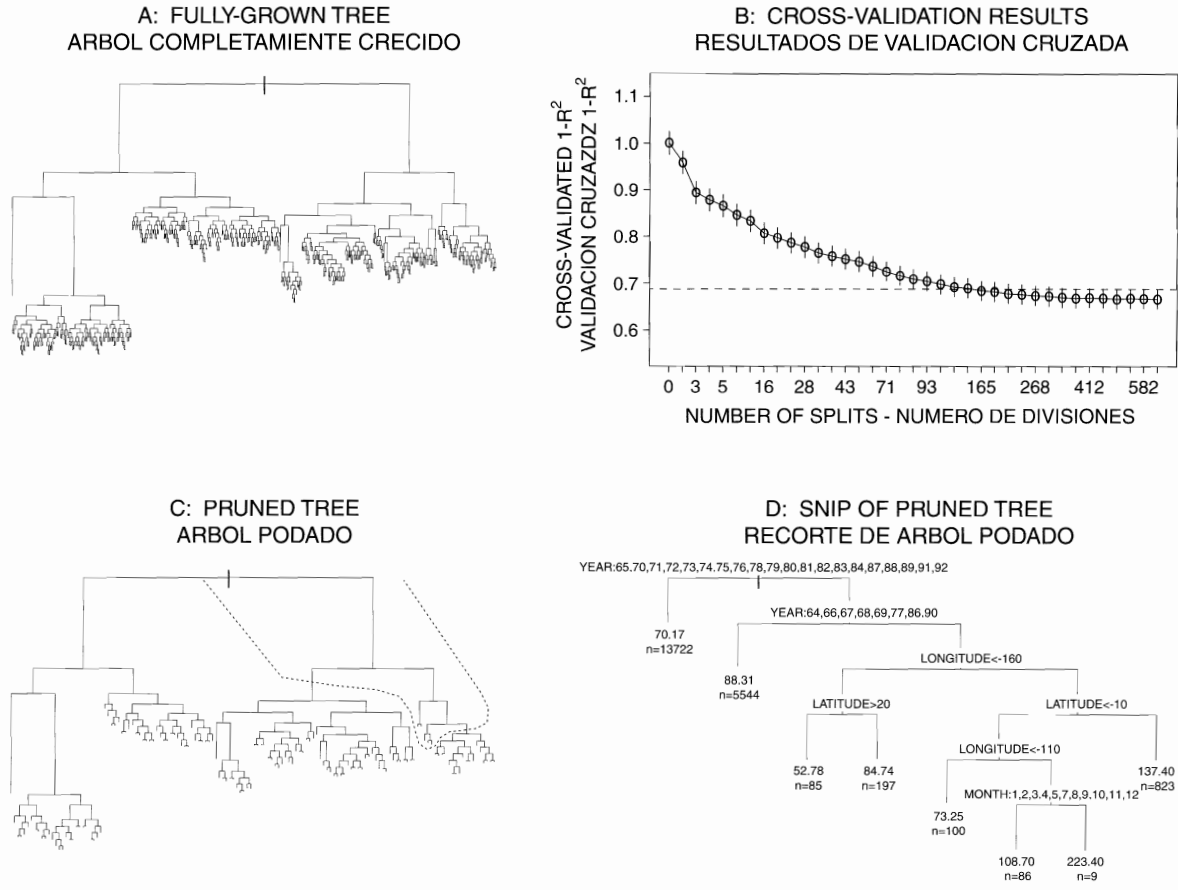 A: FULLY-GROWN TREE
ARBOL COMPLETAMIENTE CRECIDO
B: CROSS-VALIDATION RESULTS
RESULTADOS DE VALIDACION CRUZADA
CROSS-VALIDATED 1-R²
VALIDACION CRUZAZDZ 1-R²
1.1
1.0
0.9
0.8
0.7
0.6
0 3 5 16 28 43 71 93 165 268 412 582
NUMBER OF SPLITS - NUMERO DE DIVISIONES
C: PRUNED TREE
ARBOL PODADO
D: SNIP OF PRUNED TREE
RECORTE DE ARBOL PODADO
YEAR:65.70,71,72,73,74.75,76,78,79,80.81,82,83,84,87,88,89,91,92
YEAR:64,66,67,68,69,77,86.90
70.17
n=13722
LONGITUDE<-160
88.31
n=5544
LATITUDE>20
LATITUDE<-10
LONGITUDE<-110
52.78
n=85
84.74
n=197
137.40
n=823
MONTH:1,2,3.4,5,7,8,9.10,11,12
73.25
n=100
108.70
n=86
223.40
n=9